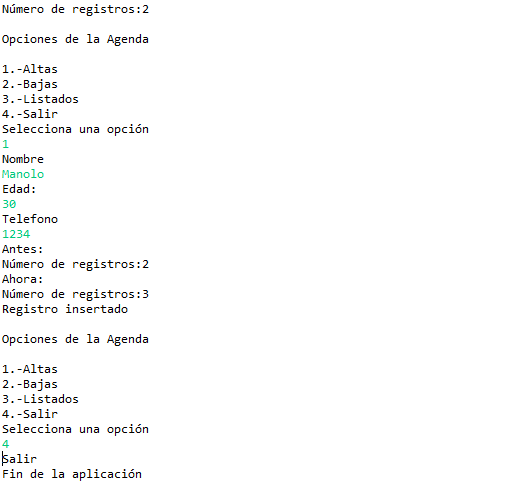 Número de registros:2
Opciones de la Agenda
1.-Altas
2.-Bajas
3.-Listados
4.-Salir
Selecciona una opción
1
Nombre
Manolo
Edad:
30
Telefono
1234
Antes:
Número de registros:2
Ahora:
Número de registros:3
Registro insertado
Opciones de la Agenda
1.-Altas
2.-Bajas
3.-Listados
4.-Salir
Selecciona una opción
4
Salir
Fin de la aplicación